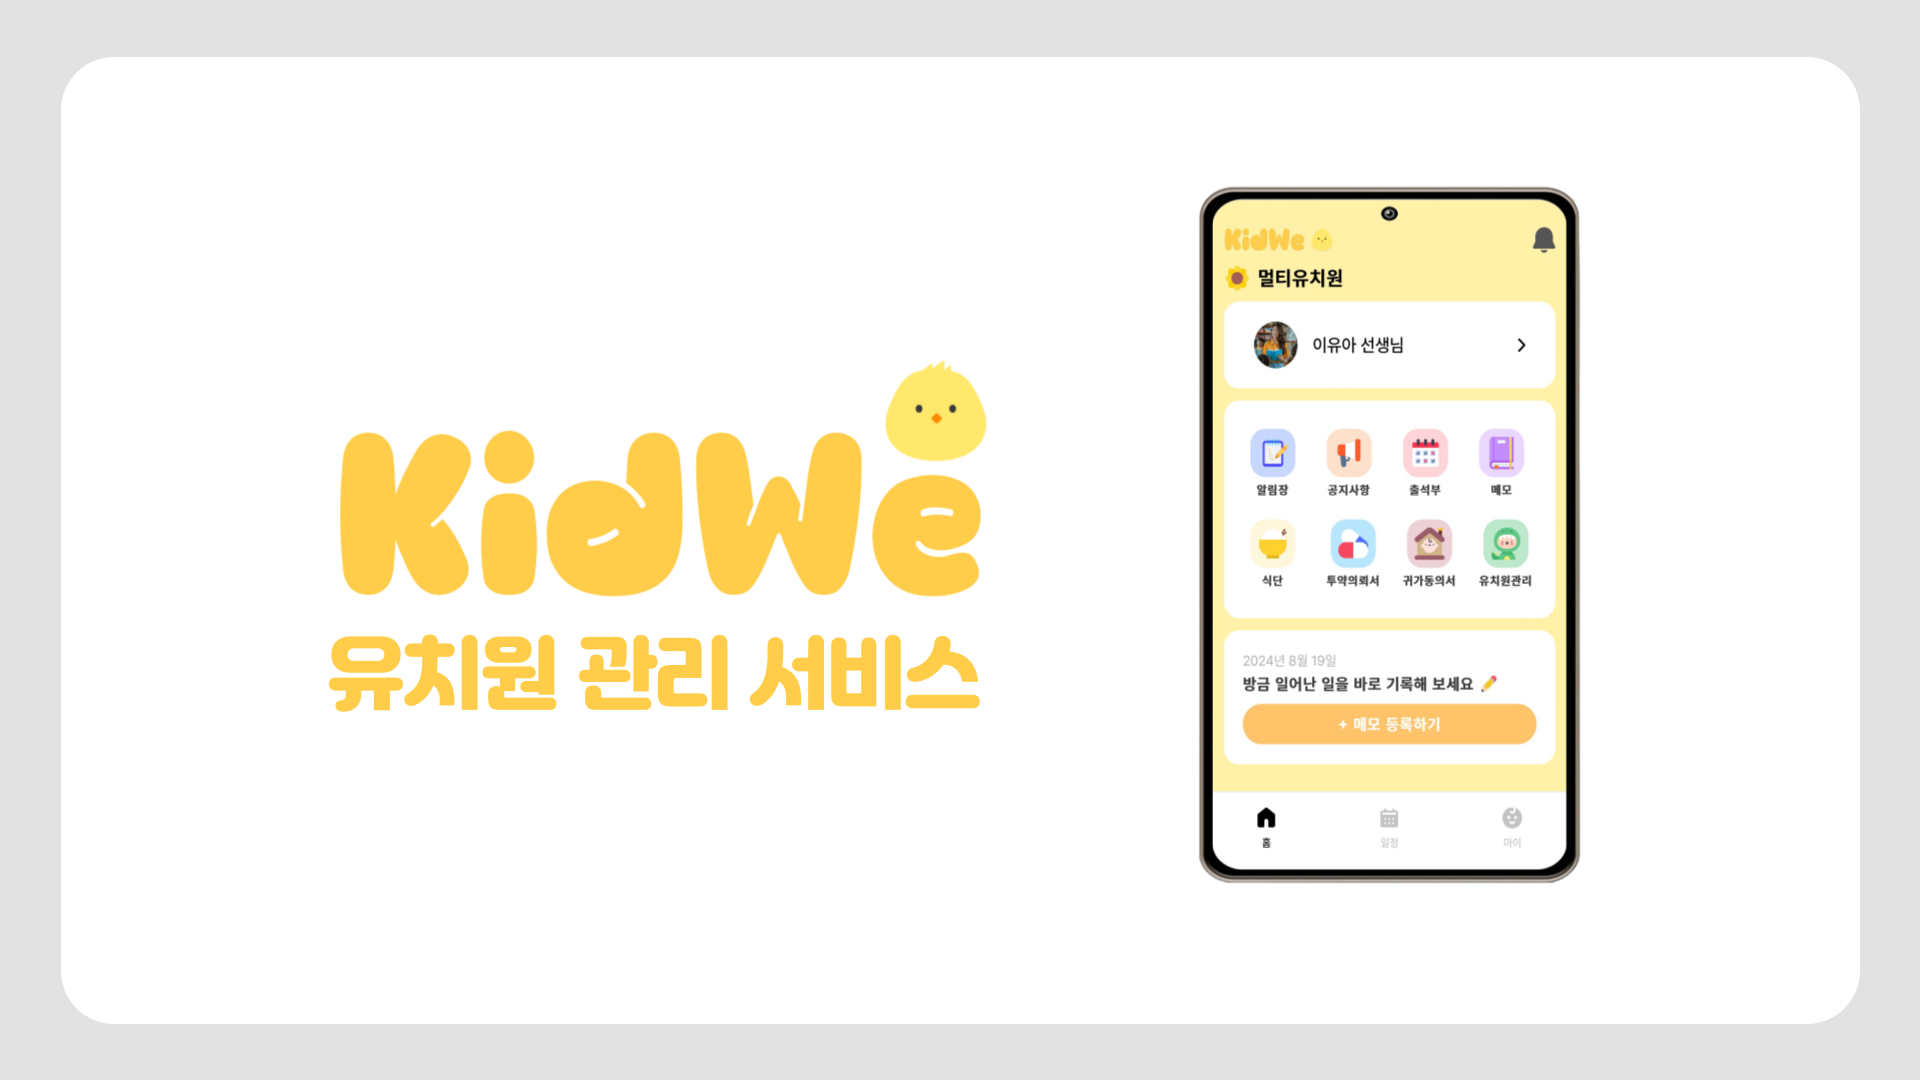 KidWe
유치원 관리 서비스
KidWe
멀티유치원
이유아 선생님
알림장 공지사항 출석부 메모
식단 투약의뢰서 귀가동의서 유치원관리
2024년 8월 19일
방금 일어난 일을 바로 기록해 보세요
+ 메모 등록하기
홈 일정 마이